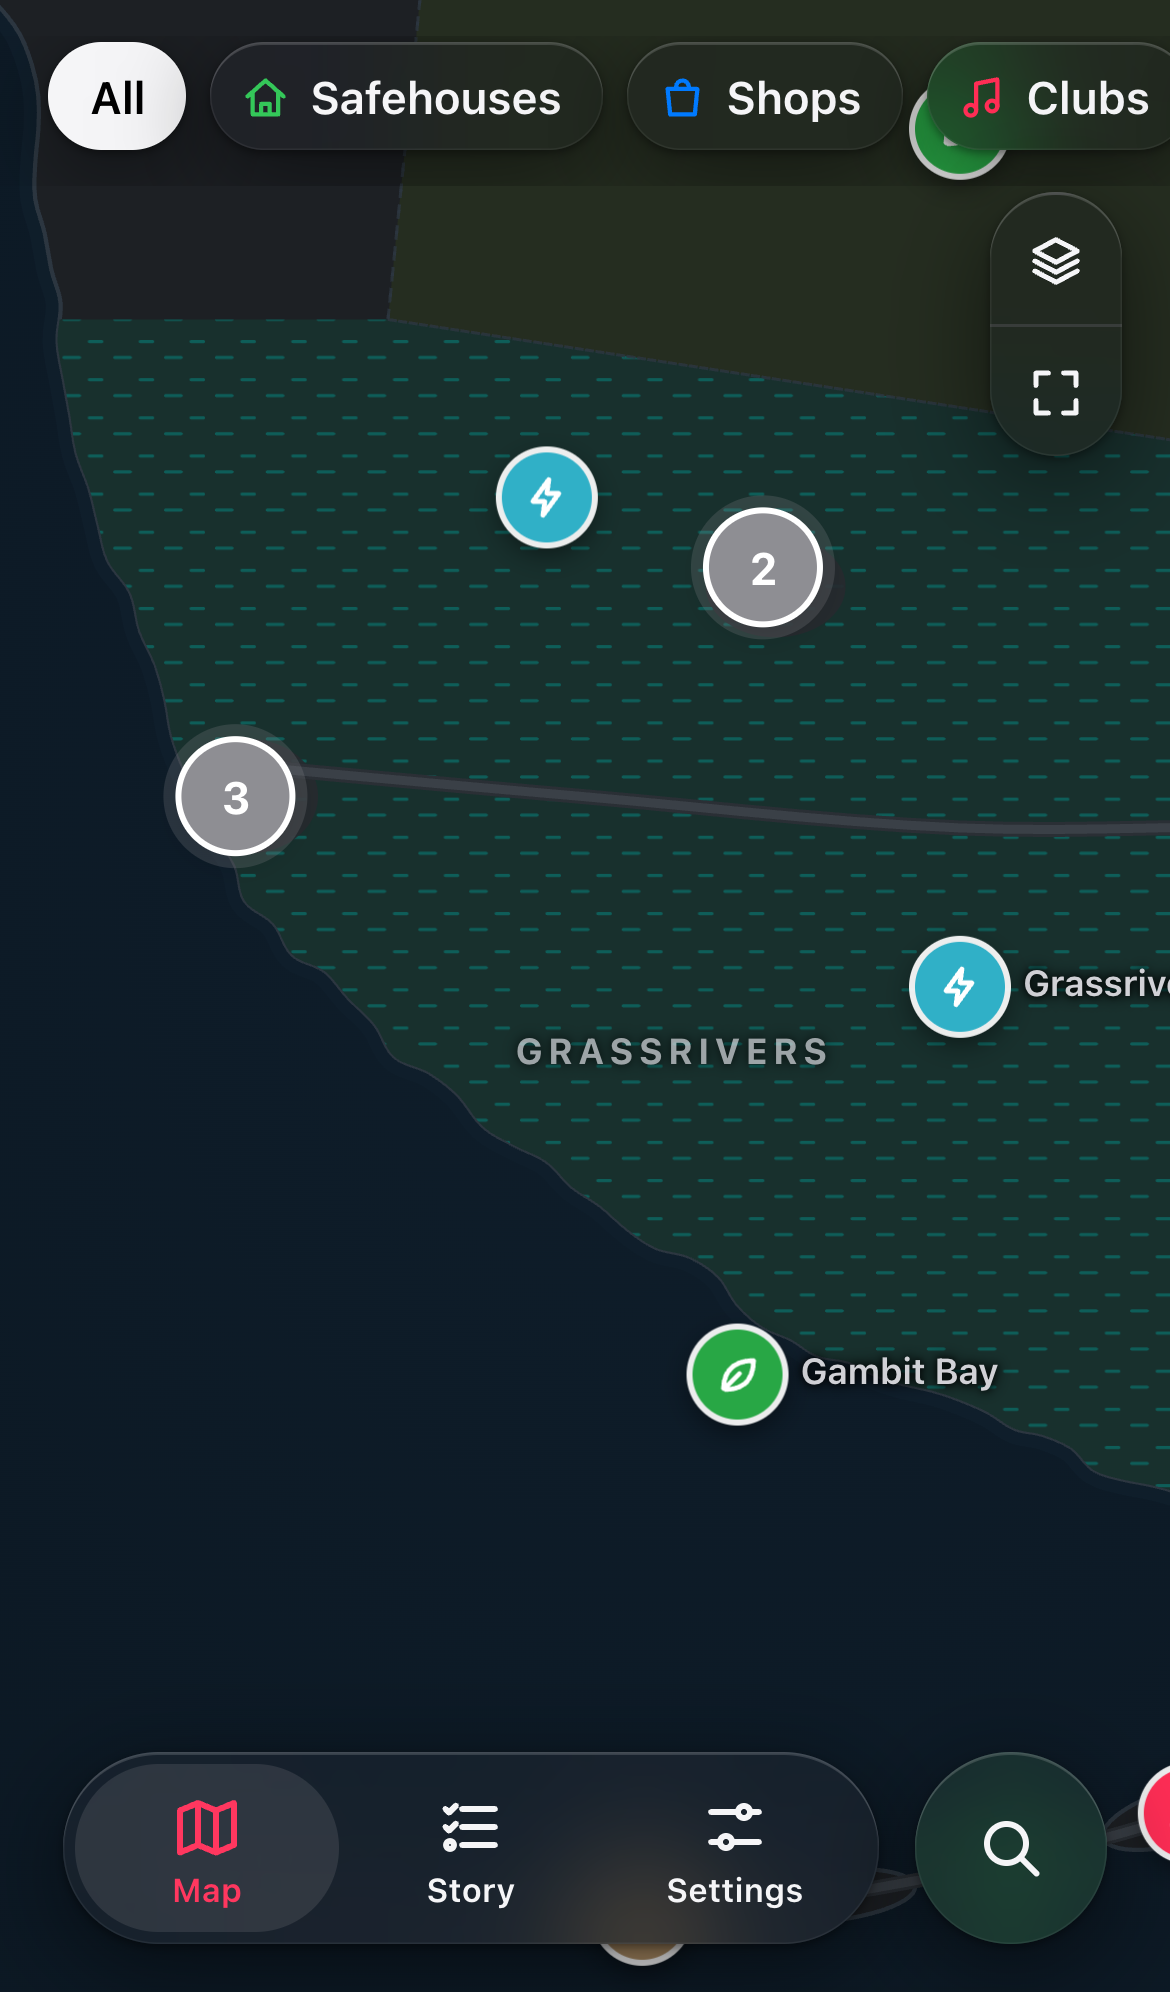 All
Safehouses
Shops
Clubs
2
3
GRASSRIVERS
Gambit Bay
Map
Story
Settings